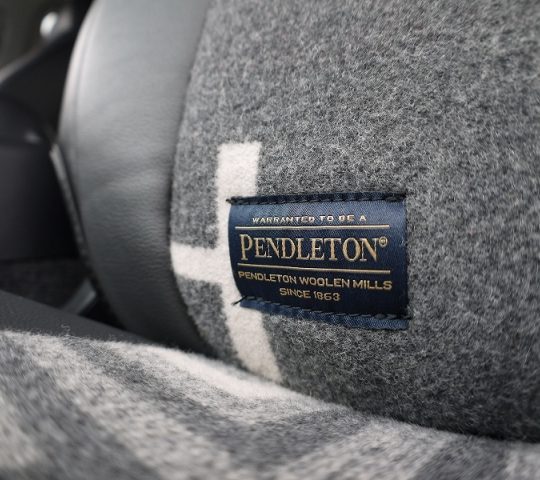 WARRANTED TO BE A
PENDLETON®
PENDLETON WOOLEN MILLS
SINCE 1863